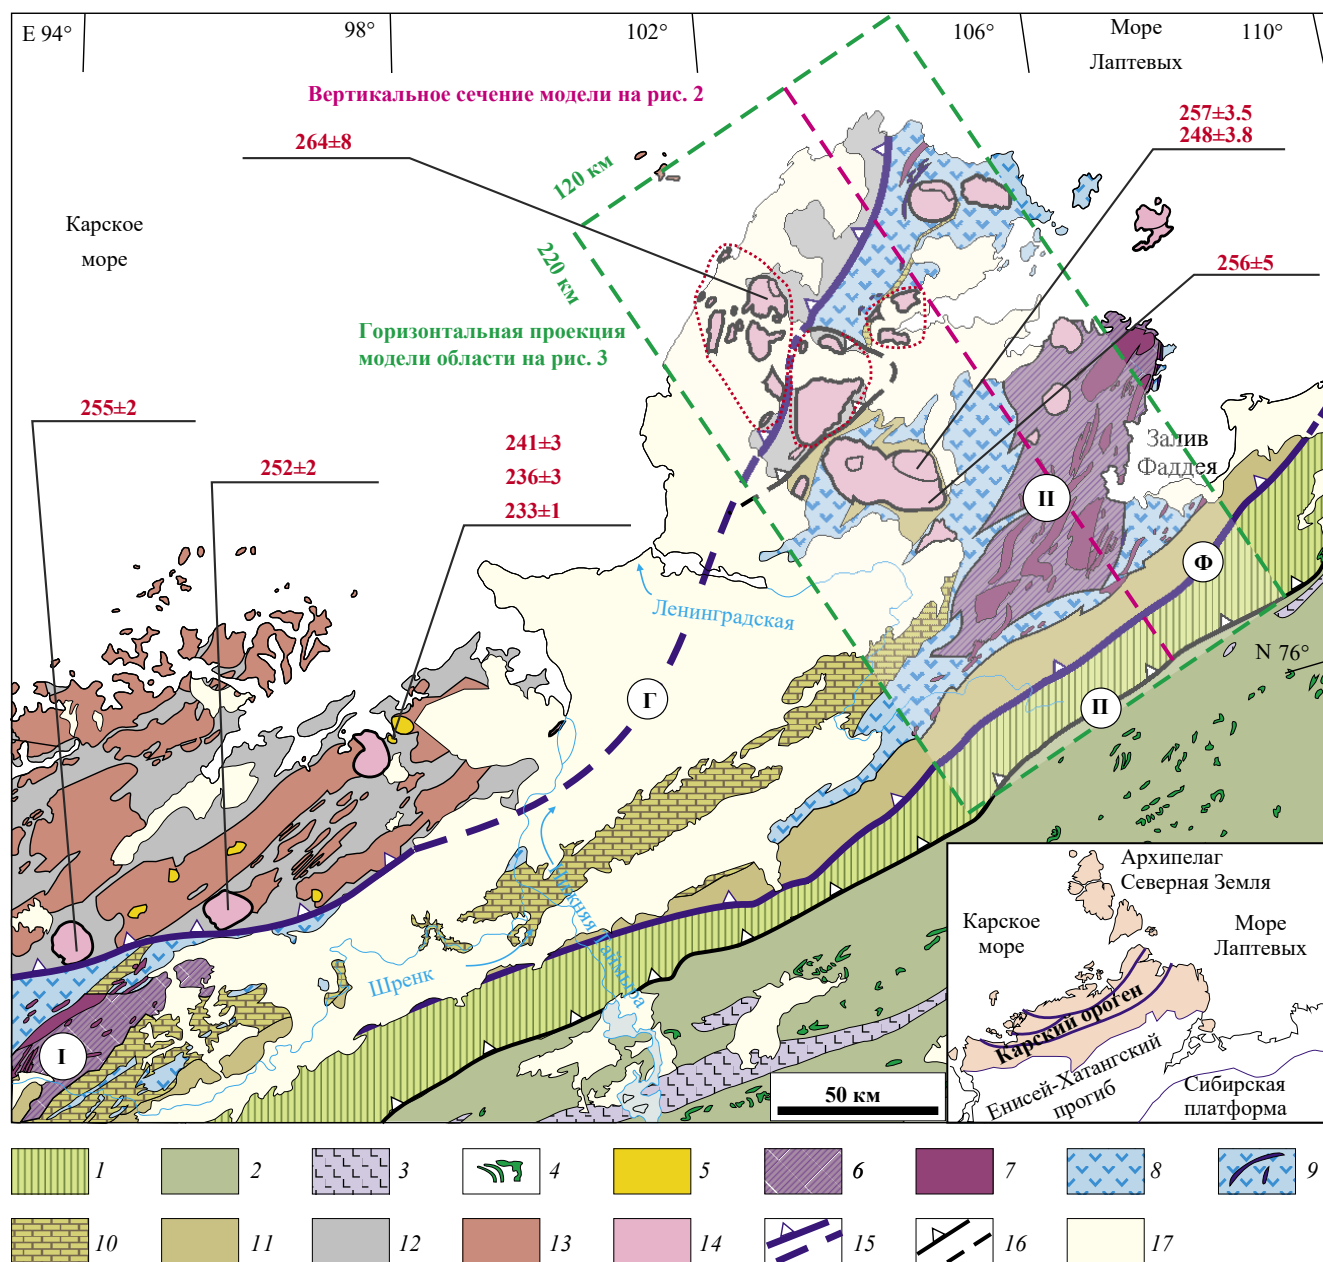 E 94°
98°
102°
106°
110°
Море
Лаптевых
Вертикальное сечение модели на рис. 2
264±8
257±3.5
248±3.8
120 км
220 км
Карское
море
256±5
Горизонтальная проекция
модели области на рис. 3
255±2
252±2
241±3
236±3
233±1
Залив
Фаддея
II
Ф
Ленинградская
N 76°
Г
П
Нижняя Таймыра
Шренк
I
50 км
Архипелаг
Северная Земля
Карское
море
Море
Лаптевых
Карский ороген
Енисей-Хатангский
прогиб
Сибирская
платформа
1
2
3
4
5
6
7
8
9
10
11
12
13
14
15
16
17